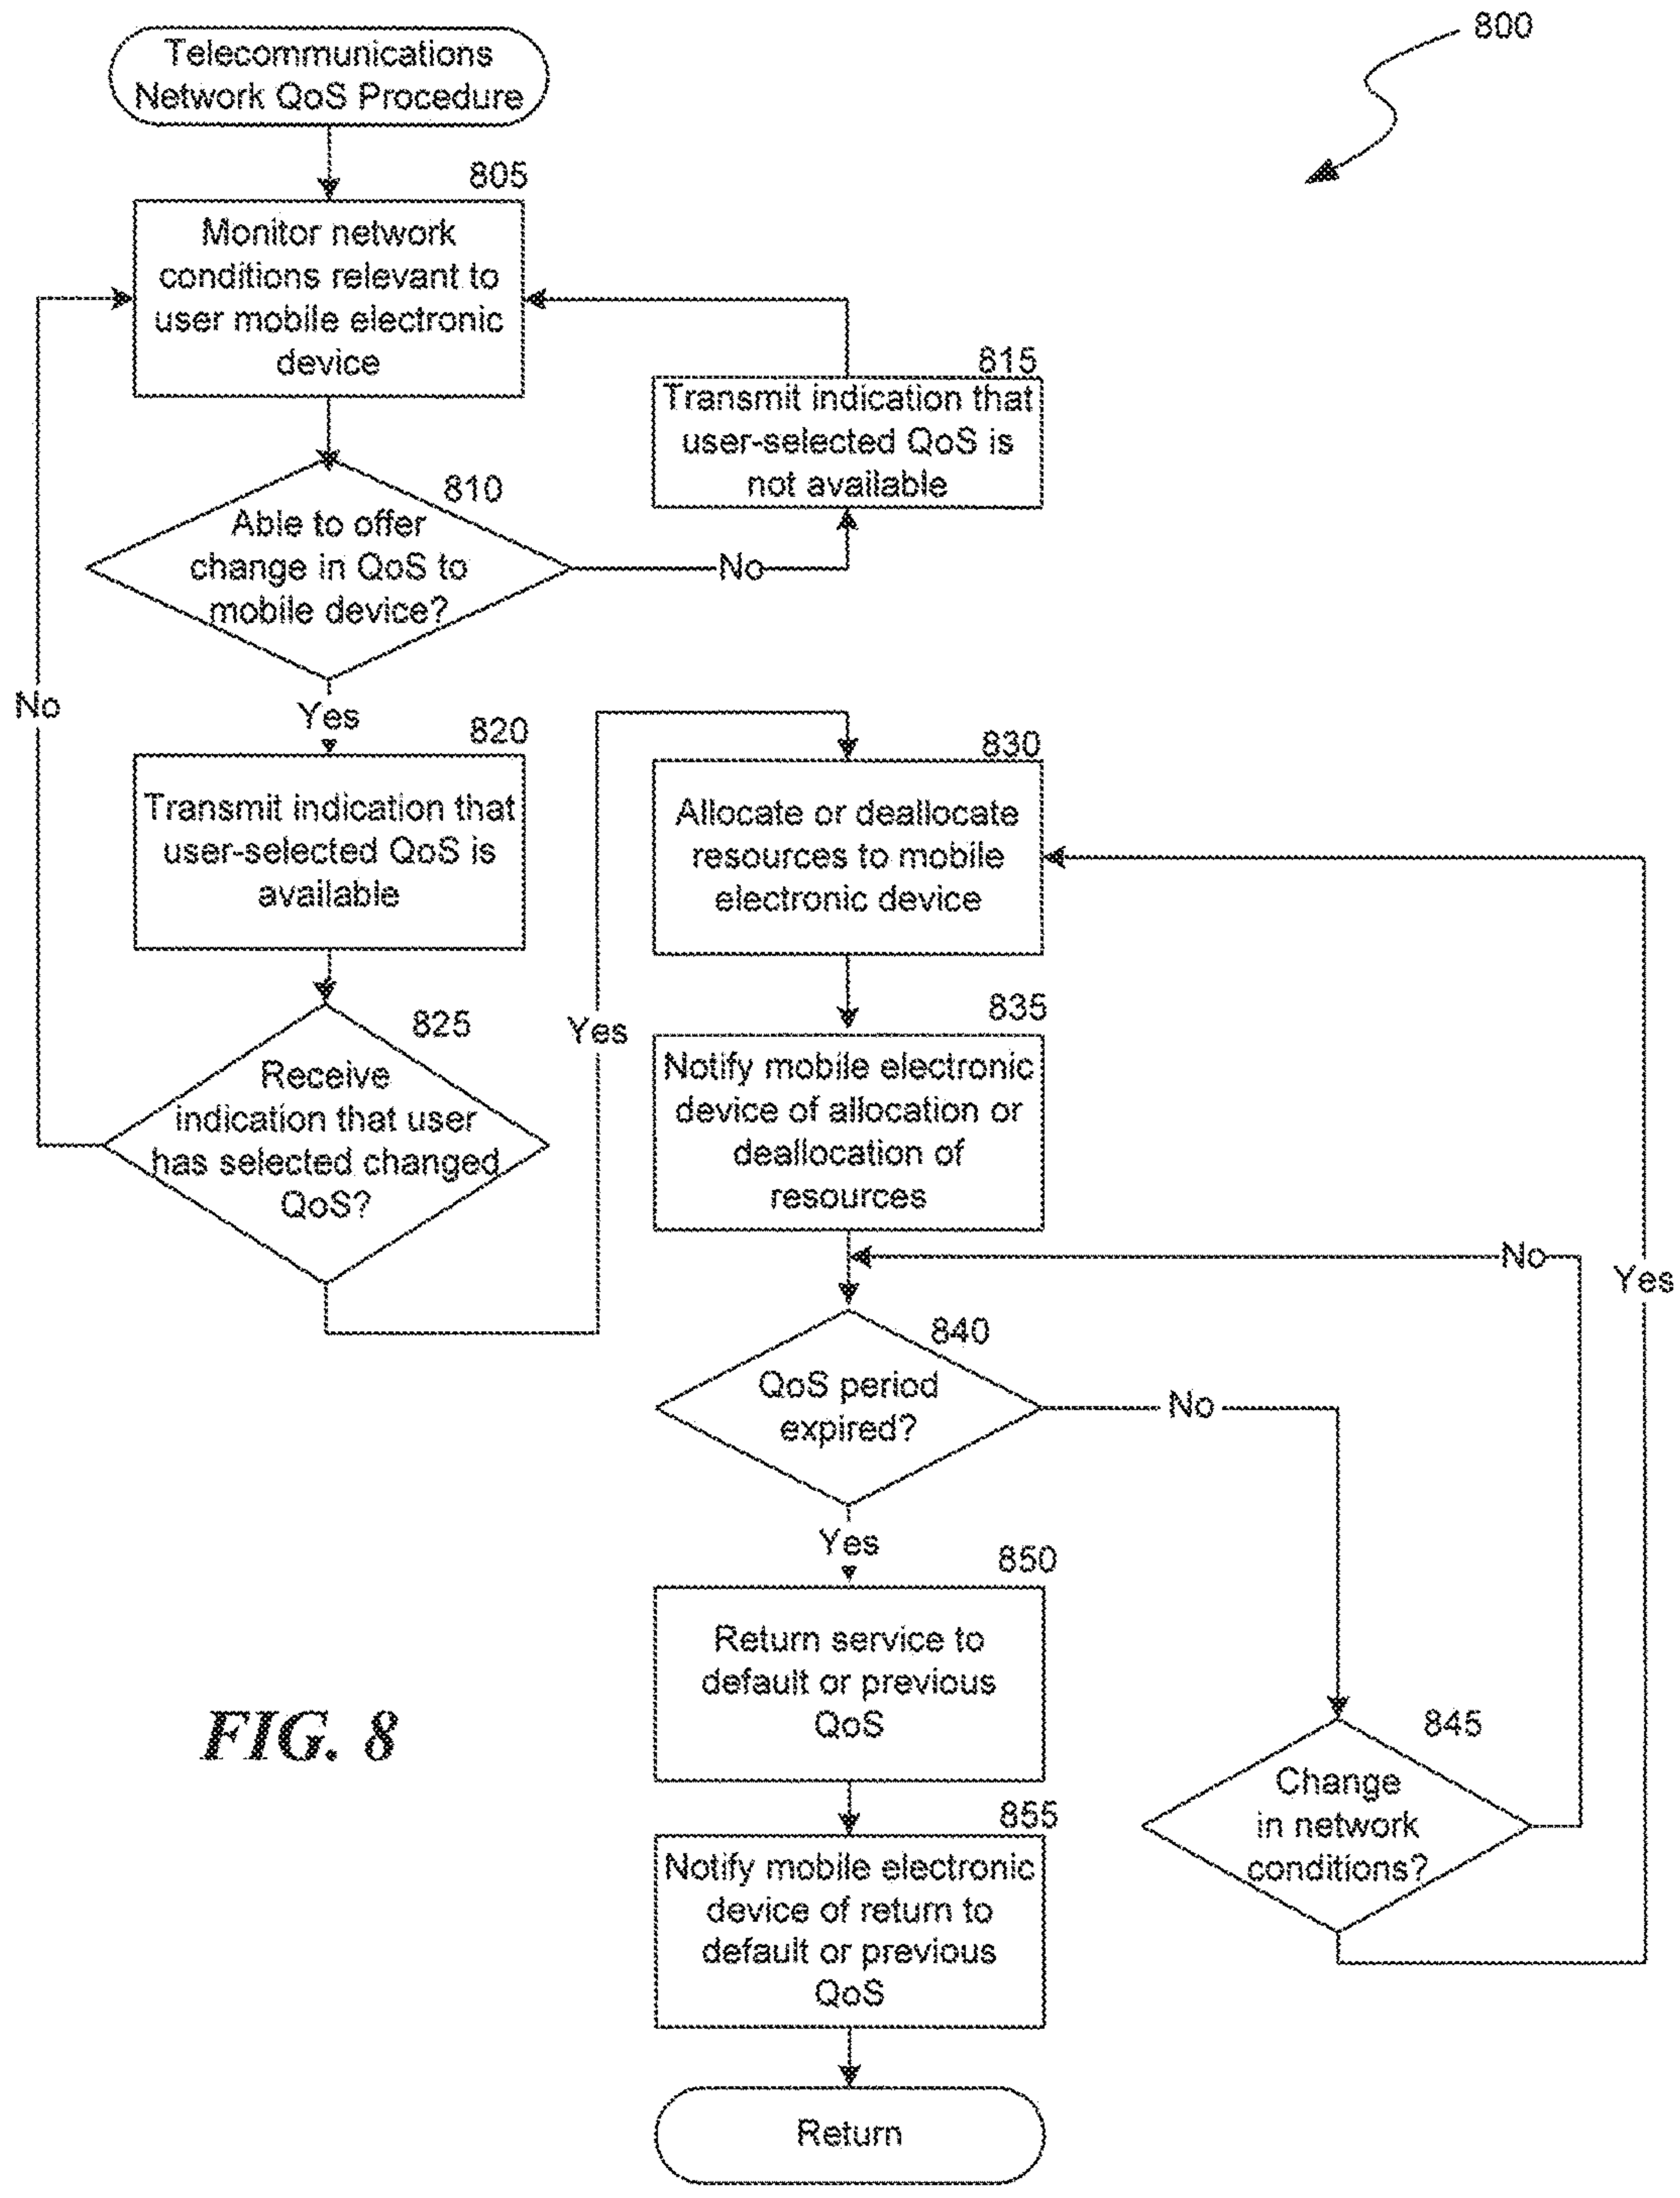 800
Telecommunications
Network QoS Procedure
805
Monitor network
conditions relevant to
user mobile electronic
device
815
Transmit indication that
user-selected QoS is
not available
810
Able to offer
change in QoS to
mobile device?
No
No
Yes
820
Transmit indication that
user-selected QoS is
available
830
Allocate or deallocate
resources to mobile
electronic device
825
Receive
indication that user
has selected changed
QoS?
Yes
835
Notify mobile electronic
device of allocation or
deallocation of
resources
No
Yes
840
QoS period
expired?
No
Yes
850
Return service to
default or previous
QoS
FIG. 8
845
Change
in network
conditions?
855
Notify mobile electronic
device of return to
default or previous
QoS
Return